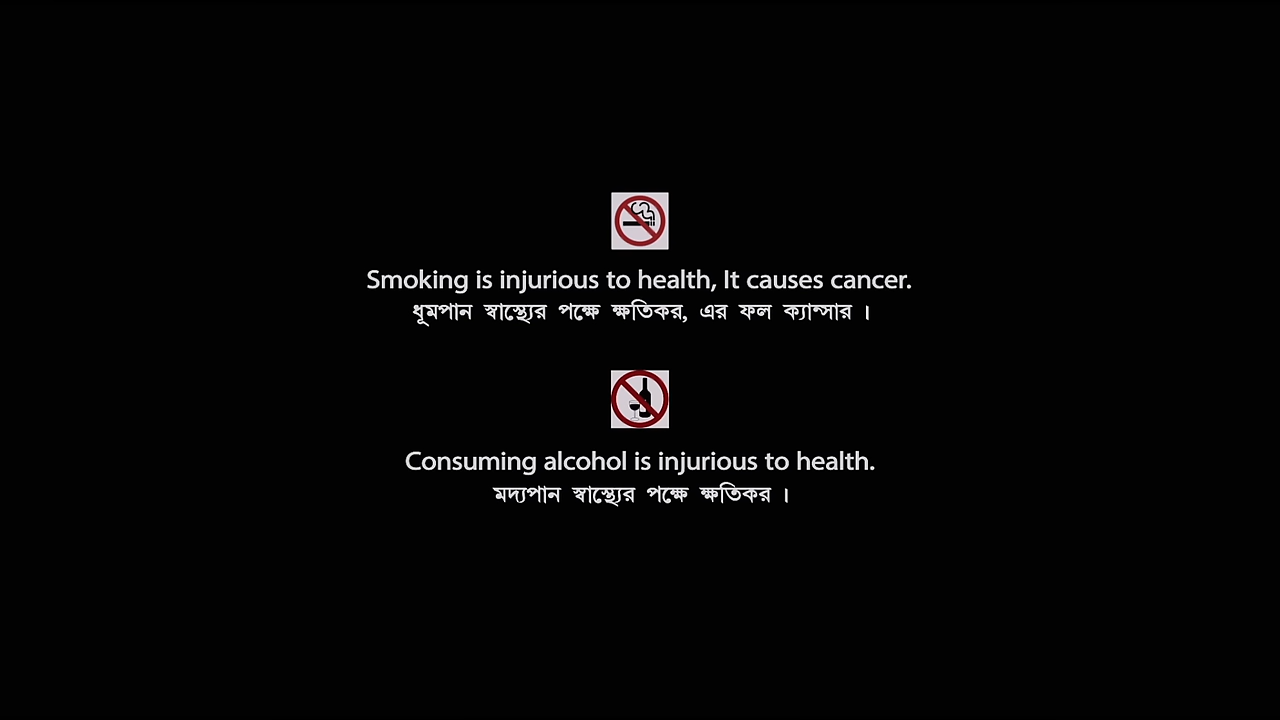 Smoking is injurious to health, It causes cancer.
ধূমপান স্বাস্থ্যের পক্ষে ক্ষতিকর, এর ফল ক্যান্সার ।
Consuming alcohol is injurious to health.
মদ্যপান স্বাস্থ্যের পক্ষে ক্ষতিকর ।